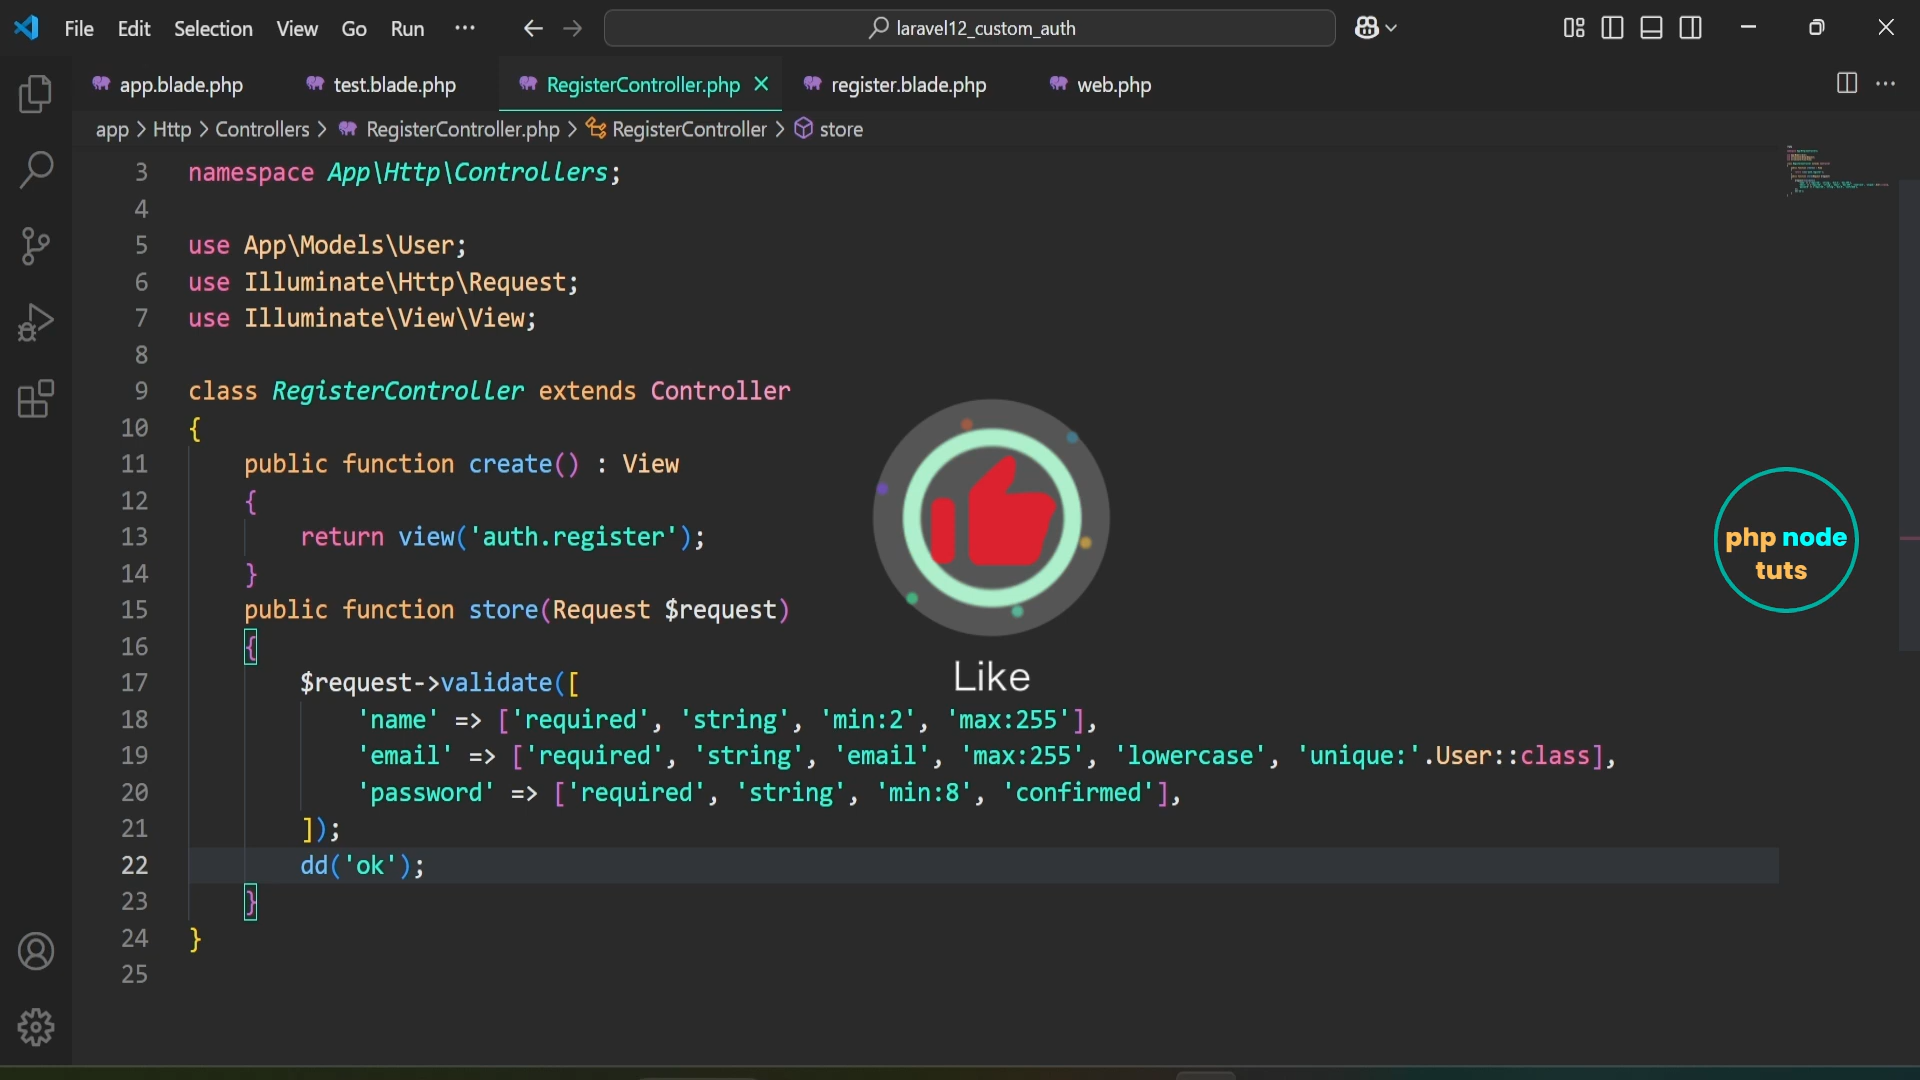 File Edit Selection View Go Run ··· laravel12_custom_auth
app.blade.php test.blade.php RegisterController.php register.blade.php web.php
app > Http > Controllers > RegisterController.php > RegisterController > store
3 namespace App\Http\Controllers;
4
5 use App\Models\User;
6 use Illuminate\Http\Request;
7 use Illuminate\View\View;
8
9 class RegisterController extends Controller
10 {
11 public function create() : View
12 {
13 return view('auth.register');
14 }
15 public function store(Request $request)
16 {
17 $request->validate([
18 'name' => ['required', 'string', 'min:2', 'max:255'],
19 'email' => ['required', 'string', 'email', 'max:255', 'lowercase', 'unique:'.User::class],
20 'password' => ['required', 'string', 'min:8', 'confirmed'],
21 ]);
22 dd('ok');
23 }
24 }
25
Like
php node
tuts